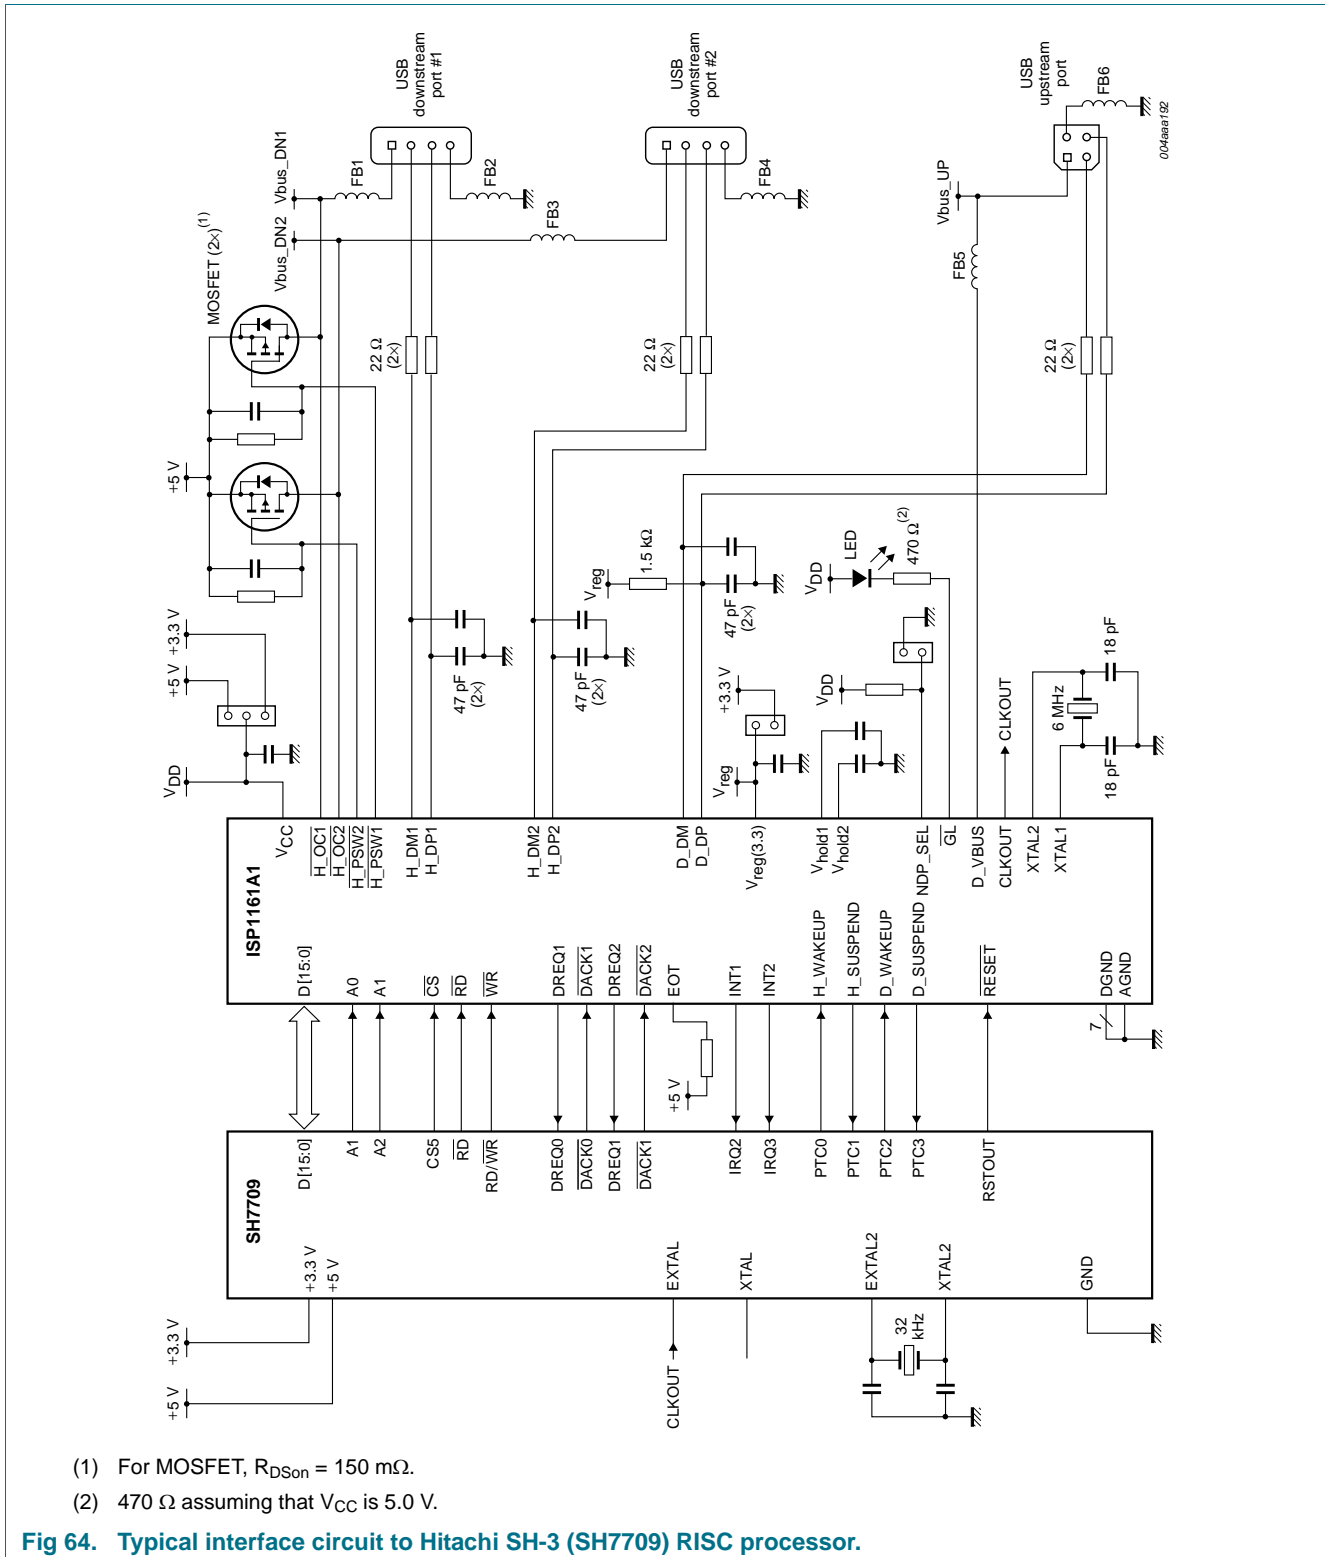 USB
downstream
port #1
USB
downstream
port #2
USB
upstream
port
FB6
004aaa192
Vbus_DN1
FB1
FB2
FB4
Vbus_UP
MOSFET (2×)(1)
Vbus_DN2
FB3
FB5
22 Ω
(2×)
22 Ω
(2×)
22 Ω
(2×)
+5 V
+5 V
+3.3 V
Vreg
1.5 kΩ
47 pF
(2×)
47 pF
(2×)
47 pF
(2×)
VDD
LED
470 Ω(2)
+3.3 V
VDD
18 pF
6 MHz
18 pF
CLKOUT
VDD
Vreg
VCC
H_OC1
H_OC2
H_PSW2
H_PSW1
H_DM1
H_DP1
H_DM2
H_DP2
D_DM
D_DP
Vreg(3.3)
Vhold1
Vhold2
NDP_SEL
GL
D_VBUS
CLKOUT
XTAL2
XTAL1
ISP1161A1
D[15:0]
A0
A1
CS
RD
WR
DREQ1
DACK1
DREQ2
DACK2
EOT
INT1
INT2
H_WAKEUP
H_SUSPEND
D_WAKEUP
D_SUSPEND
RESET
DGND
AGND
7
+5 V
SH7709
D[15:0]
A1
A2
CS5
RD
RD/WR
DREQ0
DACK0
DREQ1
DACK1
IRQ2
IRQ3
PTC0
PTC1
PTC2
PTC3
RSTOUT
+3.3 V
+5 V
EXTAL
XTAL
EXTAL2
XTAL2
GND
+3.3 V
+5 V
CLKOUT
32
kHz
(1) For MOSFET, RDSon = 150 mΩ.
(2) 470 Ω assuming that VCC is 5.0 V.
Fig 64. Typical interface circuit to Hitachi SH-3 (SH7709) RISC processor.